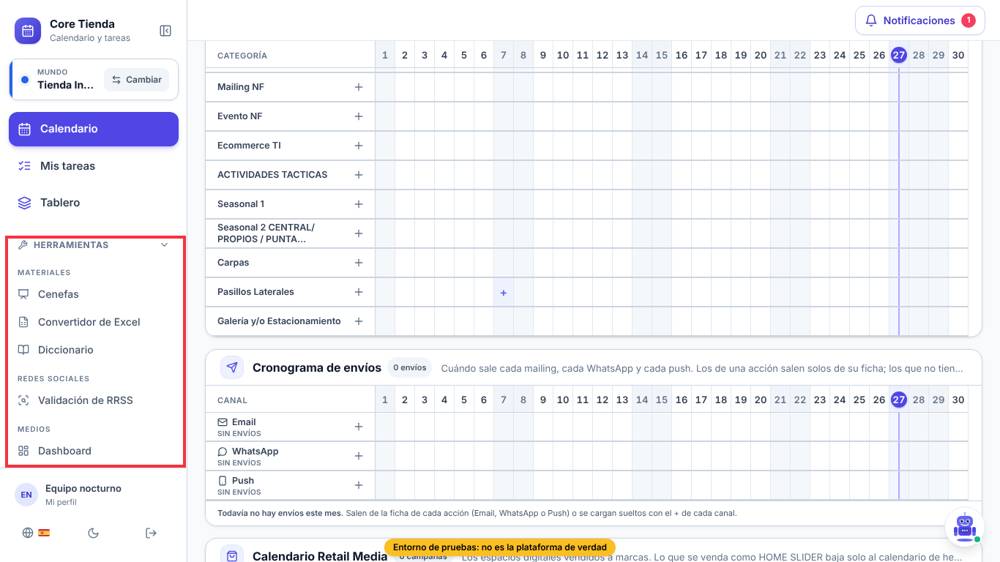 Core Tienda
Calendario y tareas
Notificaciones 1
MUNDO
Tienda In...
Cambiar
Calendario
Mis tareas
Tablero
HERRAMIENTAS
MATERIALES
Cenefas
Convertidor de Excel
Diccionario
REDES SOCIALES
Validación de RRSS
MEDIOS
Dashboard
EN
Equipo nocturno
Mi perfil
CATEGORÍA 1 2 3 4 5 6 7 8 9 10 11 12 13 14 15 16 17 18 19 20 21 22 23 24 25 26 27 28 29 30
Mailing NF +
Evento NF +
Ecommerce TI +
ACTIVIDADES TACTICAS +
Seasonal 1 +
Seasonal 2 CENTRAL/
PROPIOS / PUNTA... +
Carpas +
Pasillos Laterales + +
Galería y/o Estacionamiento +
Cronograma de envíos 0 envíos Cuándo sale cada mailing, cada WhatsApp y cada push. Los de una acción salen solos de su ficha; los que no tien...
CANAL 1 2 3 4 5 6 7 8 9 10 11 12 13 14 15 16 17 18 19 20 21 22 23 24 25 26 27 28 29 30
Email +
SIN ENVÍOS
WhatsApp +
SIN ENVÍOS
Push +
SIN ENVÍOS
Todavía no hay envíos este mes. Salen de la ficha de cada acción (Email, WhatsApp o Push) o se cargan sueltos con el + de cada canal.
Entorno de pruebas: no es la plataforma de verdad
Calendario Retail Media 0 campañas Los espacios digitales vendidos a marcas. Lo que se venda como HOME SLIDER baja solo al calendario de he...